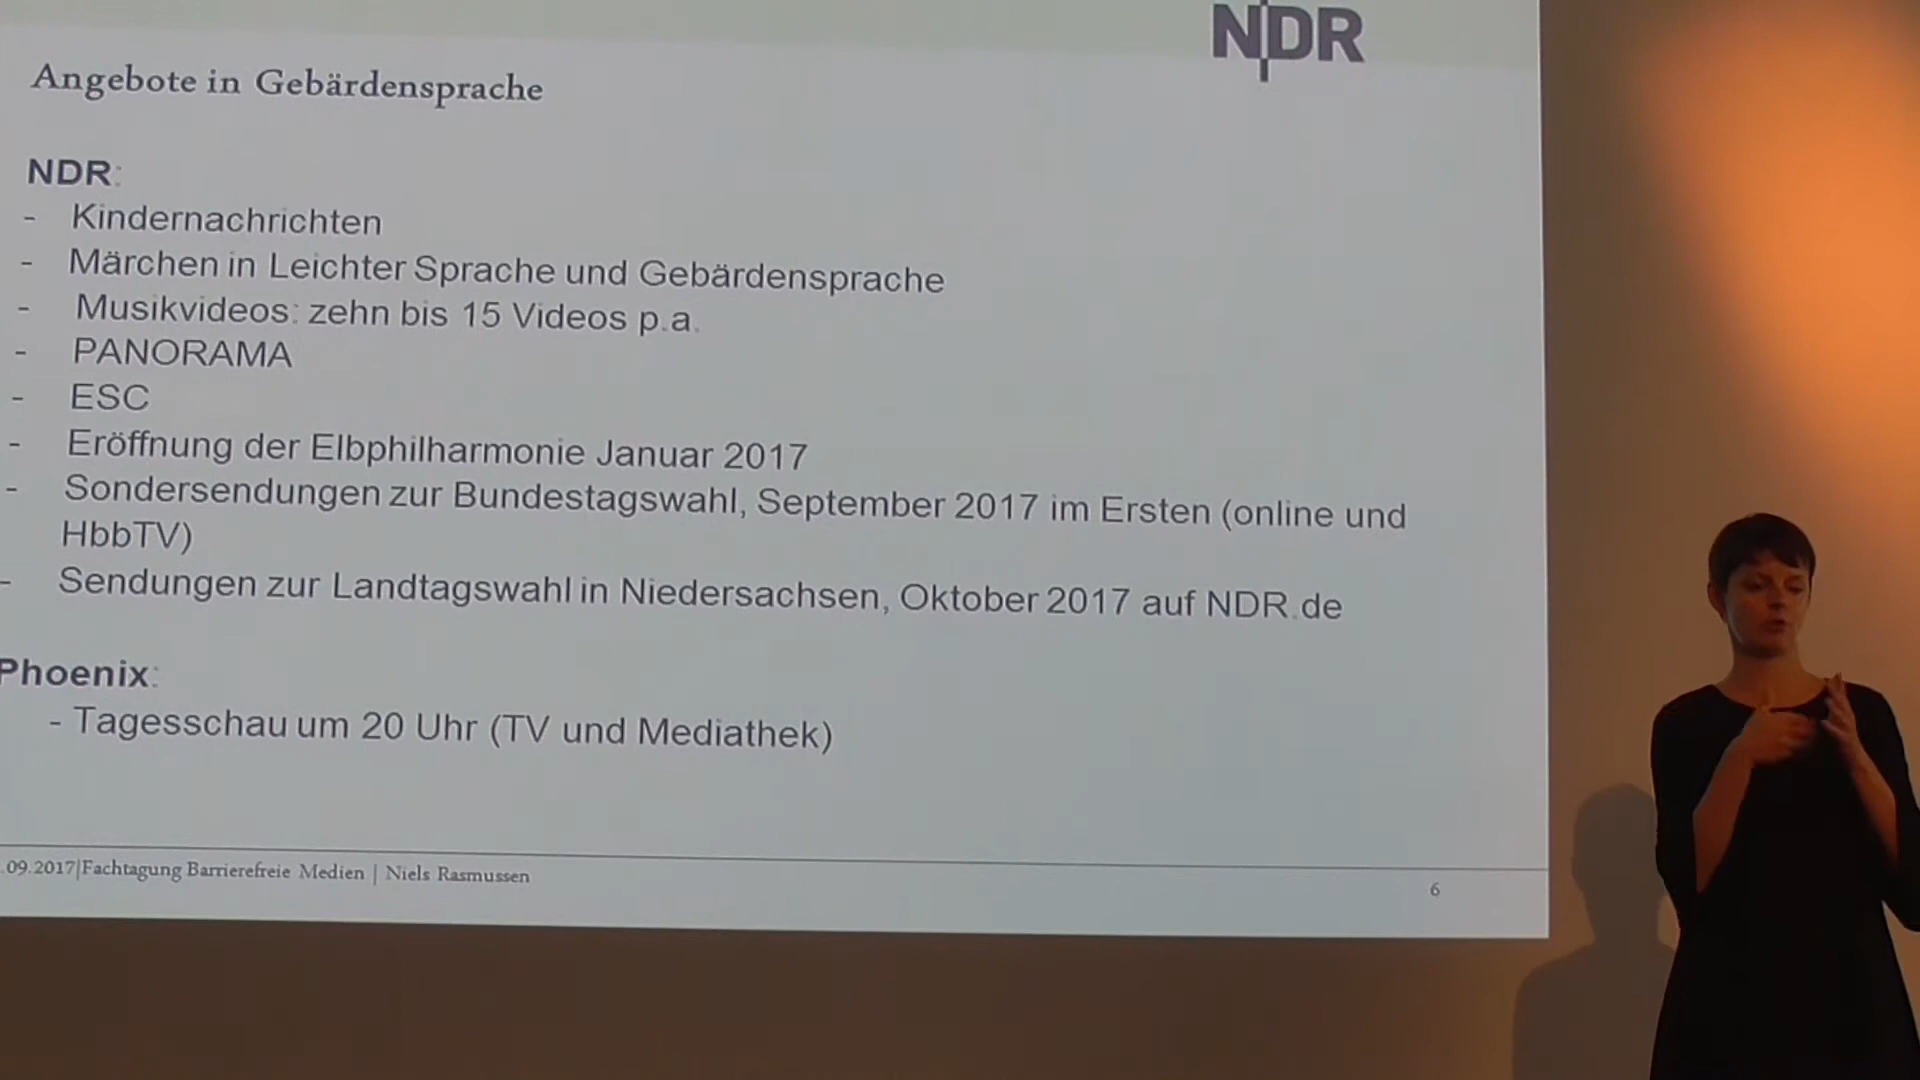 NDR
Angebote in Gebärdensprache
NDR:
- Kindernachrichten
- Märchen in Leichter Sprache und Gebärdensprache
- Musikvideos: zehn bis 15 Videos p.a.
- PANORAMA
- ESC
- Eröffnung der Elbphilharmonie Januar 2017
- Sondersendungen zur Bundestagswahl, September 2017 im Ersten (online und
HbbTV)
- Sendungen zur Landtagswahl in Niedersachsen, Oktober 2017 auf NDR.de
Phoenix:
- Tagesschau um 20 Uhr (TV und Mediathek)
.09.2017|Fachtagung Barrierefreie Medien | Niels Rasmussen
6